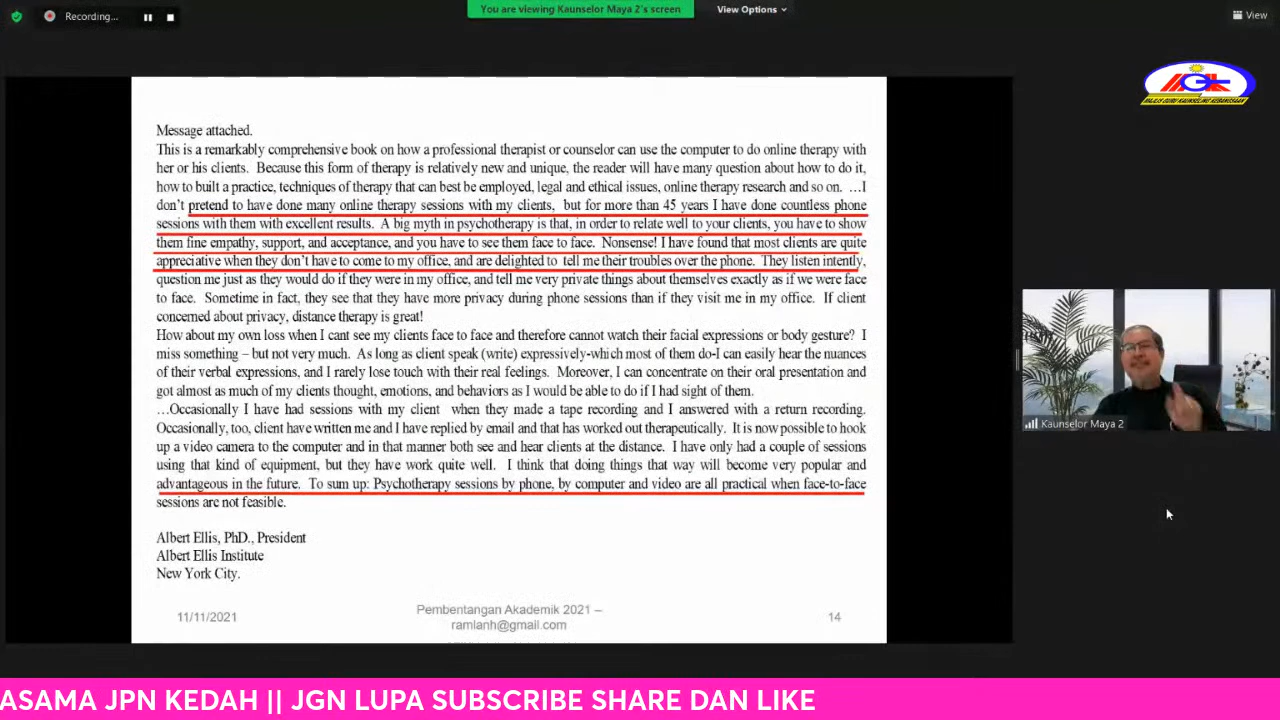 Recording...
You are viewing Kaunselor Maya 2's screen
View Options
View
Message attached.
This is a remarkably comprehensive book on how a professional therapist or counselor can use the computer to do online therapy with
her or his clients. Because this form of therapy is relatively new and unique, the reader will have many question about how to do it,
how to built a practice, techniques of therapy that can best be employed, legal and ethical issues, online therapy research and so on. …I
don't pretend to have done many online therapy sessions with my clients, but for more than 45 years I have done countless phone
sessions with them with excellent results. A big myth in psychotherapy is that, in order to relate well to your clients, you have to show
them fine empathy, support, and acceptance, and you have to see them face to face. Nonsense! I have found that most clients are quite
appreciative when they don't have to come to my office, and are delighted to tell me their troubles over the phone. They listen intently,
question me just as they would do if they were in my office, and tell me very private things about themselves exactly as if we were face
to face. Sometime in fact, they see that they have more privacy during phone sessions than if they visit me in my office. If client
concerned about privacy, distance therapy is great!
How about my own loss when I cant see my clients face to face and therefore cannot watch their facial expressions or body gesture? I
miss something – but not very much. As long as client speak (write) expressively-which most of them do-I can easily hear the nuances
of their verbal expressions, and I rarely lose touch with their real feelings. Moreover, I can concentrate on their oral presentation and
got almost as much of my clients thought, emotions, and behaviors as I would be able to do if I had sight of them.
…Occasionally I have had sessions with my client when they made a tape recording and I answered with a return recording.
Occasionally, too, client have written me and I have replied by email and that has worked out therapeutically. It is now possible to hook
up a video camera to the computer and in that manner both see and hear clients at the distance. I have only had a couple of sessions
using that kind of equipment, but they have work quite well. I think that doing things that way will become very popular and
advantageous in the future. To sum up: Psychotherapy sessions by phone, by computer and video are all practical when face-to-face
sessions are not feasible.
Albert Ellis, PhD., President
Albert Ellis Institute
New York City.
11/11/2021
Pembentangan Akademik 2021 –
ramlanh@gmail.com
14
MAJLIS GURU KAUNSELING KEBANGSAAN
Kaunselor Maya 2
ASAMA JPN KEDAH || JGN LUPA SUBSCRIBE SHARE DAN LIKE